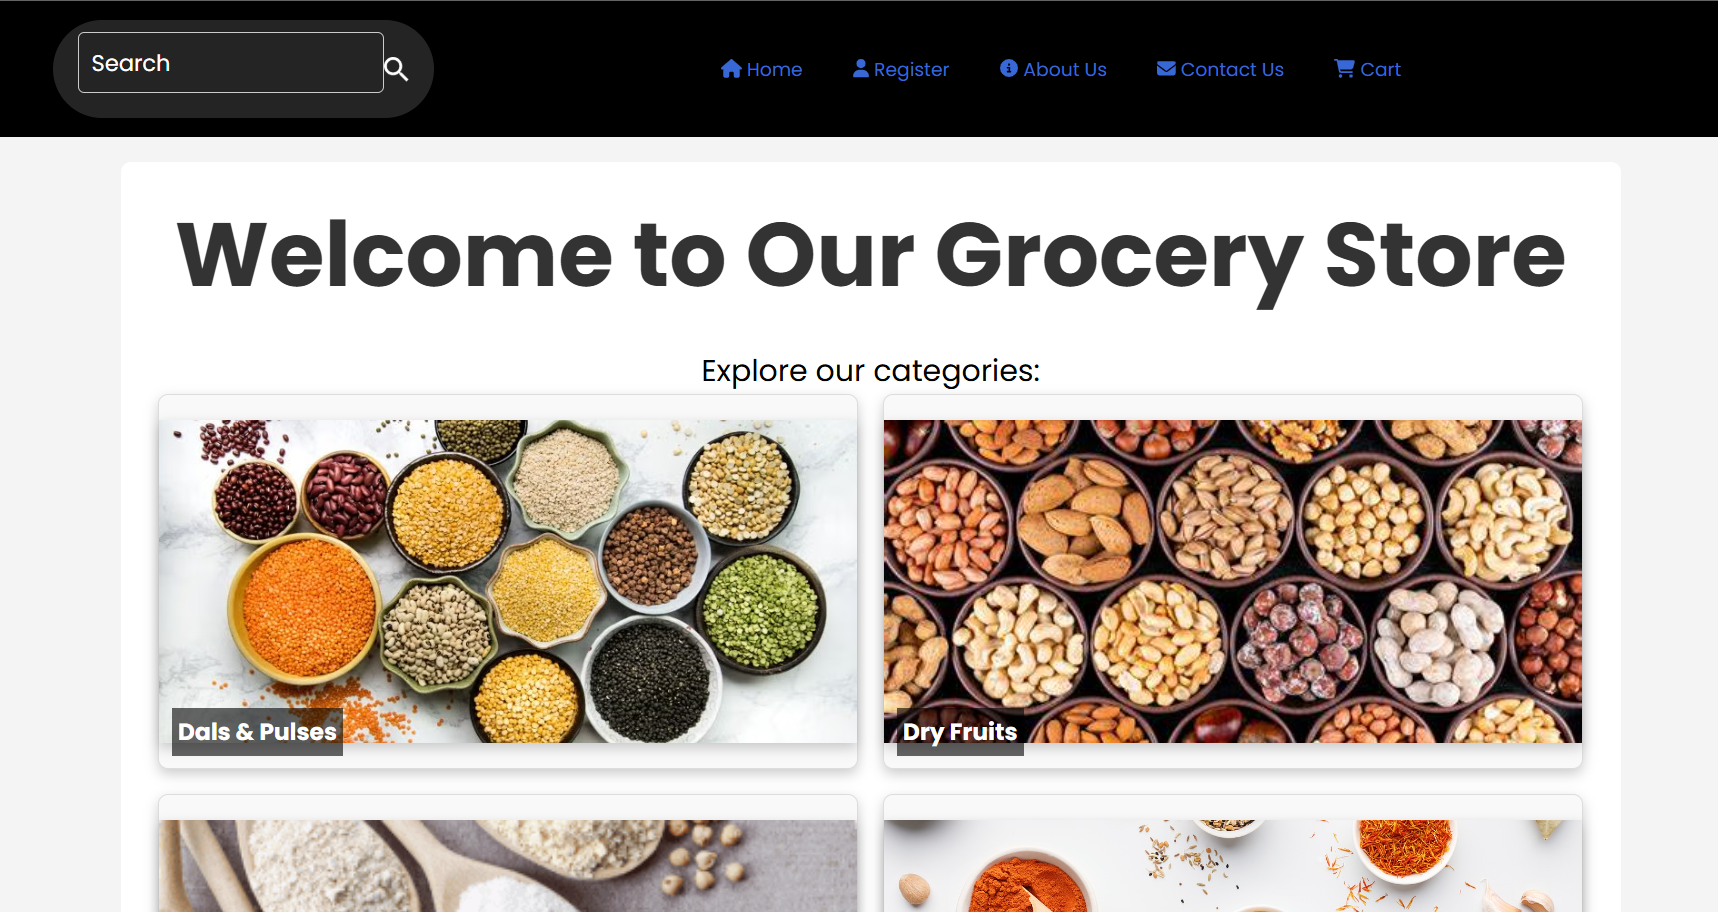 Search
Home Register About Us Contact Us Cart
Welcome to Our Grocery Store
Explore our categories:
Dals & Pulses
Dry Fruits